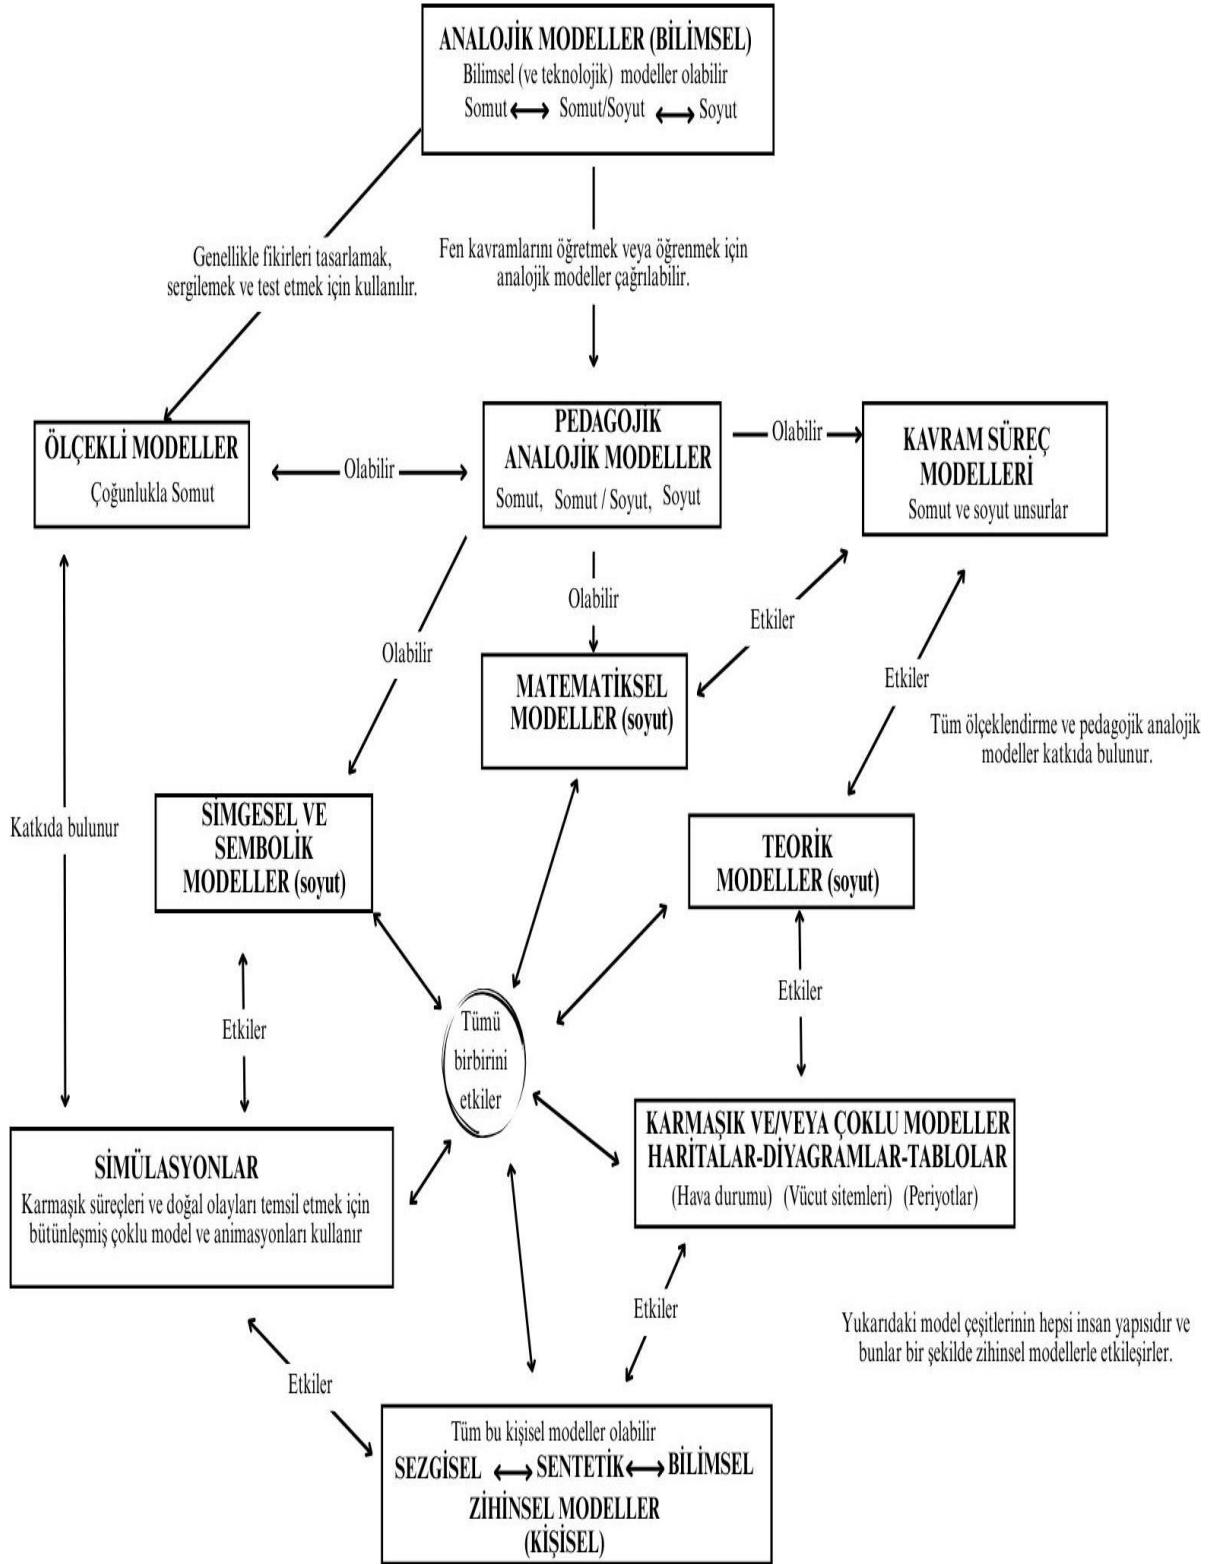 ANALOJİK MODELLER (BİLİMSEL)
Bilimsel (ve teknolojik) modeller olabilir
Somut Somut/Soyut Soyut
Genellikle fikirleri tasarlamak,
sergilemek ve test etmek için kullanılır.
Fen kavramlarını öğretmek veya öğrenmek için
analojik modeller çağrılabilir.
ÖLÇEKLİ MODELLER
Çoğunlukla Somut
Olabilir
PEDAGOJİK
ANALOJİK MODELLER
Somut, Somut / Soyut, Soyut
Olabilir
KAVRAM SÜREÇ
MODELLERİ
Somut ve soyut unsurlar
Olabilir
Olabilir
Etkiler
Etkiler
MATEMATİKSEL
MODELLER (soyut)
Tüm ölçeklendirme ve pedagojik analojik
modeller katkıda bulunur.
Katkıda bulunur
SİMGESEL VE
SEMBOLİK
MODELLER (soyut)
TEORİK
MODELLER (soyut)
Etkiler
Tümü
birbirini
etkiler
Etkiler
SİMÜLASYONLAR
Karmaşık süreçleri ve doğal olayları temsil etmek için
bütünleşmiş çoklu model ve animasyonları kullanır
KARMAŞIK VE/VEYA ÇOKLU MODELLER
HARİTALAR-DİYAGRAMLAR-TABLOLAR
(Hava durumu) (Vücut sitemleri) (Periyotlar)
Etkiler
Etkiler
Yukarıdaki model çeşitlerinin hepsi insan yapısıdır ve
bunlar bir şekilde zihinsel modellerle etkileşirler.
Tüm bu kişisel modeller olabilir
SEZGİSEL SENTETİK BİLİMSEL
ZİHİNSEL MODELLER
(KİŞİSEL)